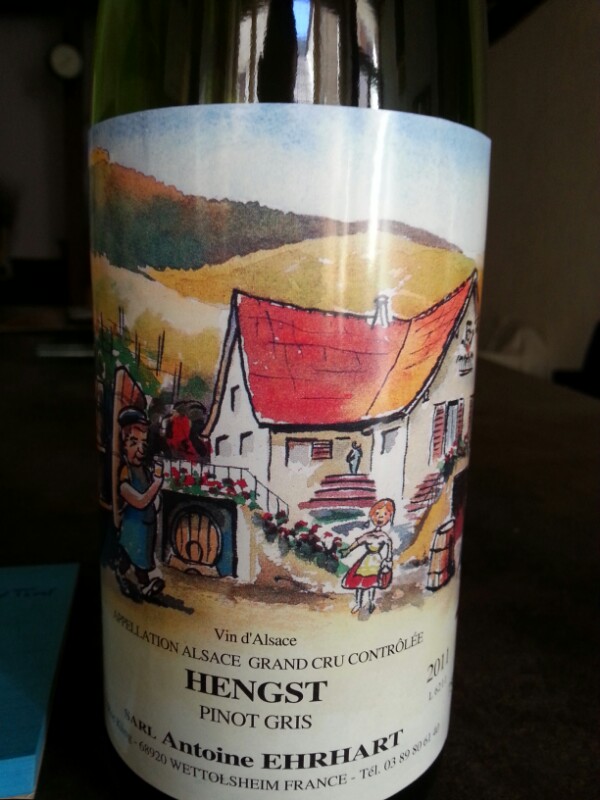 Vin d'Alsace
APPELLATION ALSACE GRAND CRU CONTRÔLÉE
HENGST
PINOT GRIS
2011
SARL Antoine EHRHART
68920 WETTOLSHEIM FRANCE - Tél. 03 89 80 61 40